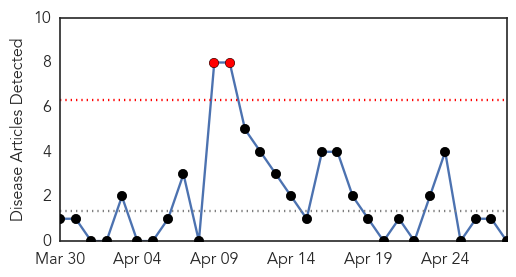 Disease Articles Detected
10
8
6
4
2
0
Mar 30
Apr 04
Apr 09
Apr 14
Apr 19
Apr 24